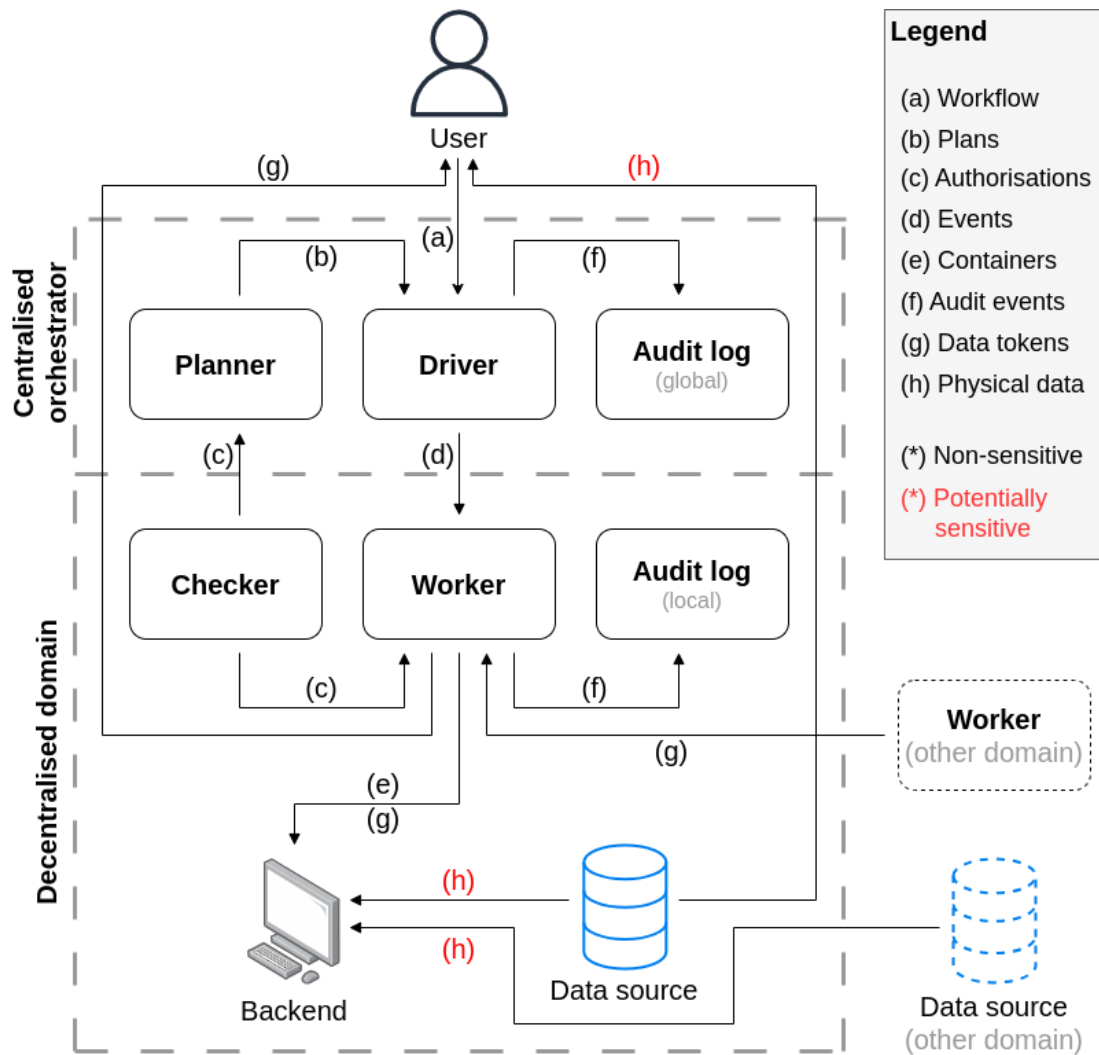 User
(g)
(h)
(a)
(b)
(f)
Centralised
orchestrator
Planner
Driver
Audit log
(global)
(c)
(d)
Decentralised domain
Checker
Worker
Audit log
(local)
(c)
(f)
(g)
(e)
(g)
(h)
(h)
Backend
Data source
Worker
(other domain)
Data source
(other domain)
Legend
(a) Workflow
(b) Plans
(c) Authorisations
(d) Events
(e) Containers
(f) Audit events
(g) Data tokens
(h) Physical data
(*) Non-sensitive
(*) Potentially
sensitive